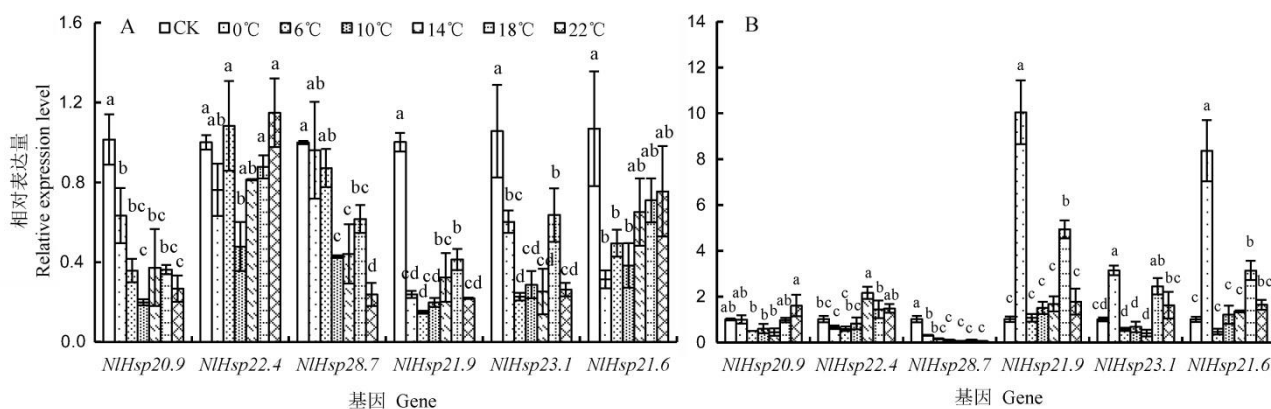 A □CK 0℃ 6℃ 10℃ 14℃ 18℃ 22℃
相对表达量
Relative expression level
1.6
1.2
0.8
0.4
0.0
a b bc c bc bc c
a ab a b ab a a
a ab ab c c bc d
a cd d cd bc b cd
a bc d cd cd b cd
a b b b ab ab ab
NlHsp20.9 NlHsp22.4 NlHsp28.7 NlHsp21.9 NlHsp23.1 NlHsp21.6
基因 Gene
B
14
12
10
8
6
4
2
0
ab ab b b b ab a
a
a b bc c c c c
c a c c c b bc
cd a d d d ab bc
c a c c c b bc
NlHsp20.9 NlHsp22.4 NlHsp28.7 NlHsp21.9 NlHsp23.1 NlHsp21.6
基因 Gene